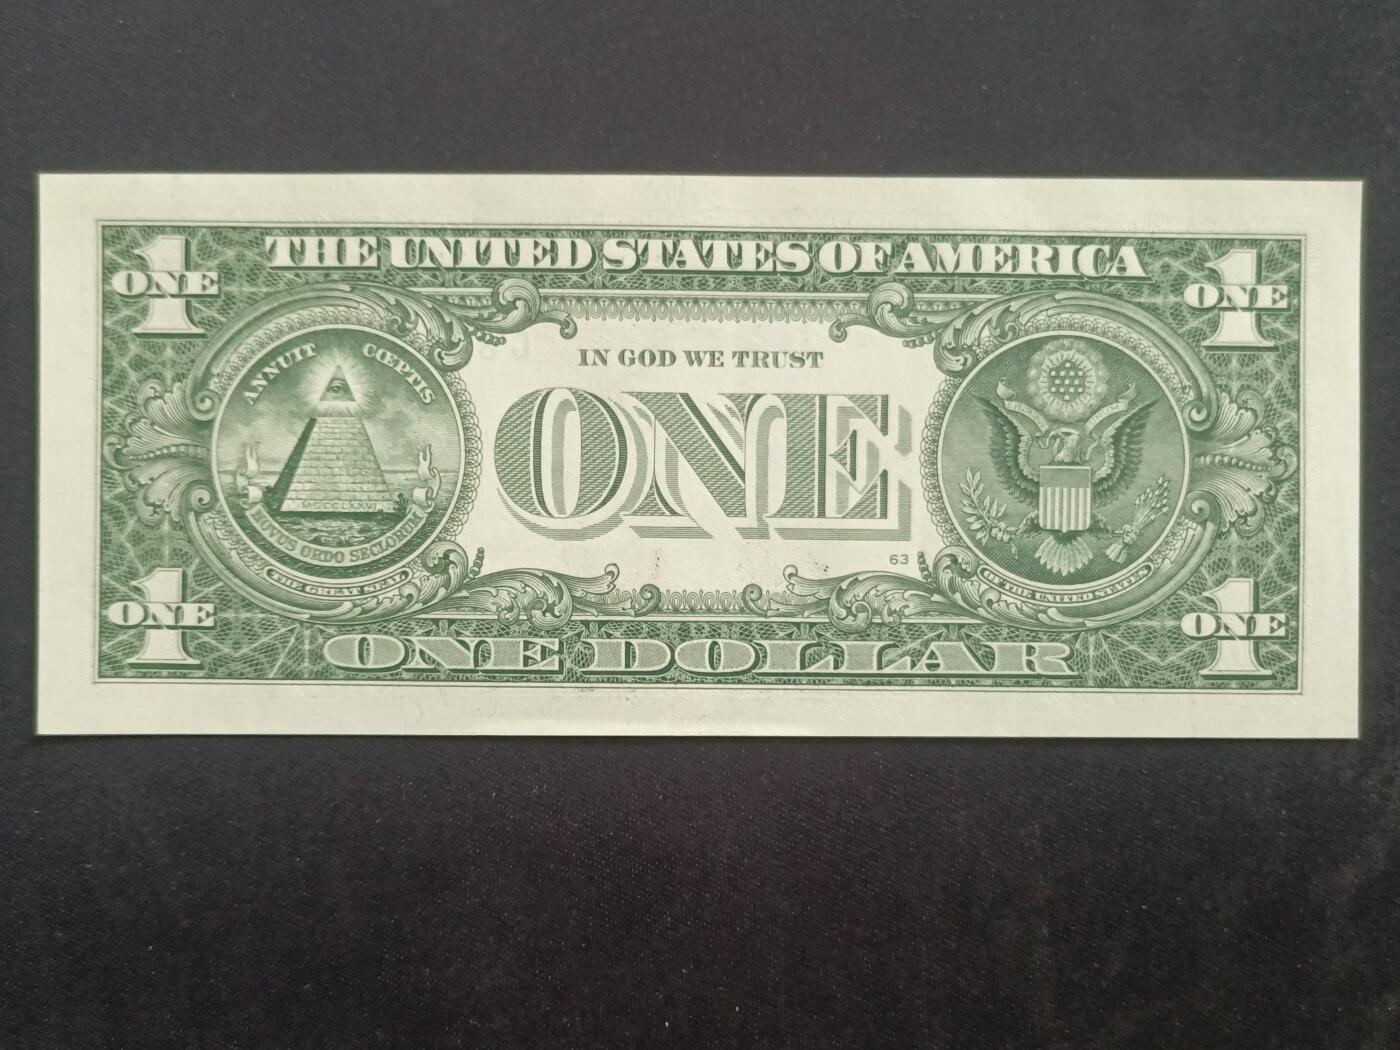 THE UNITED STATES OF AMERICA
1
ONE
1
ONE
ANNUIT CŒPTIS
IN GOD WE TRUST
ONE
MDCCLXXVI
NOVUS ORDO SECLORUM
THE GREAT SEAL
63
OF THE UNITED STATES
1
ONE
1
ONE
ONE DOLLAR